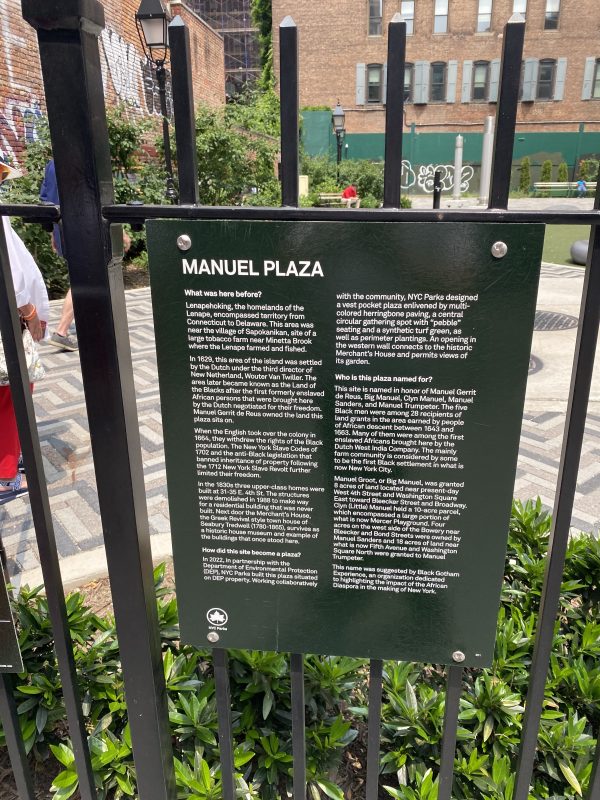 MANUEL PLAZA
What was here before?
Lenapehoking, the homelands of the
Lenape, encompassed territory from
Connecticut to Delaware. This area was
near the village of Sapokanikan, site of a
large tobacco farm near Minetta Brook
where the Lenape farmed and fished.
In 1629, this area of the island was settled
by the Dutch under the third director of
New Netherland, Wouter Van Twiller. The
area later became known as the Land of
the Blacks after the first formerly enslaved
African persons that were brought here
by the Dutch negotiated for their freedom.
Manuel Gerrit de Reus owned the land this
plaza sits on.
When the English took over the colony in
1664, they withdrew the rights of the Black
population. The New York Slave Codes of
1702 and the anti-Black legislation that
banned inheritance of property following
the 1712 New York Slave Revolt further
limited their freedom.
In the 1830s three upper-class homes were
built at 31-35 E. 4th St. The structures
were demolished in 1988 to make way
for a residential building that was never
built. Next door the Merchant's House,
the Greek Revival style town house of
Seabury Tredwell (1780-1865), survives as
a historic house museum and example of
the buildings that once stood here.
How did this site become a plaza?
In 2022, in partnership with the
Department of Environmental Protection
(DEP), NYC Parks built this plaza situated
on DEP property. Working collaboratively
with the community, NYC Parks designed
a vest pocket plaza enlivened by multi-
colored herringbone paving, a central
circular gathering spot with "pebble"
seating and a synthetic turf green, as
well as perimeter plantings. An opening in
the western wall connects to the historic
Merchant's House and permits views of
its garden.
Who is this plaza named for?
This site is named in honor of Manuel Gerrit
de Reus, Big Manuel, Clyn Manuel, Manuel
Sanders, and Manuel Trumpeter. The five
Black men were among 28 recipients of
land grants in the area earned by people
of African descent between 1643 and
1663. Many of them were among the first
enslaved Africans brought here by the
Dutch West India Company. The mainly
farm community is considered by some
to be the first Black settlement in what is
now New York City.
Manuel Groot, or Big Manuel, was granted
8 acres of land located near present-day
West 4th Street and Washington Square
East toward Bleecker Street and Broadway.
Clyn (Little) Manuel held a 10-acre parcel,
which encompassed a large portion of
what is now Mercer Playground. Four
acres on the west side of the Bowery near
Bleecker and Bond Streets were owned by
Manuel Sanders and 18 acres of land near
what is now Fifth Avenue and Washington
Square North were granted to Manuel
Trumpeter.
This name was suggested by Black Gotham
Experience, an organization dedicated
to highlighting the impact of the African
Diaspora in the making of New York.
NYC Parks